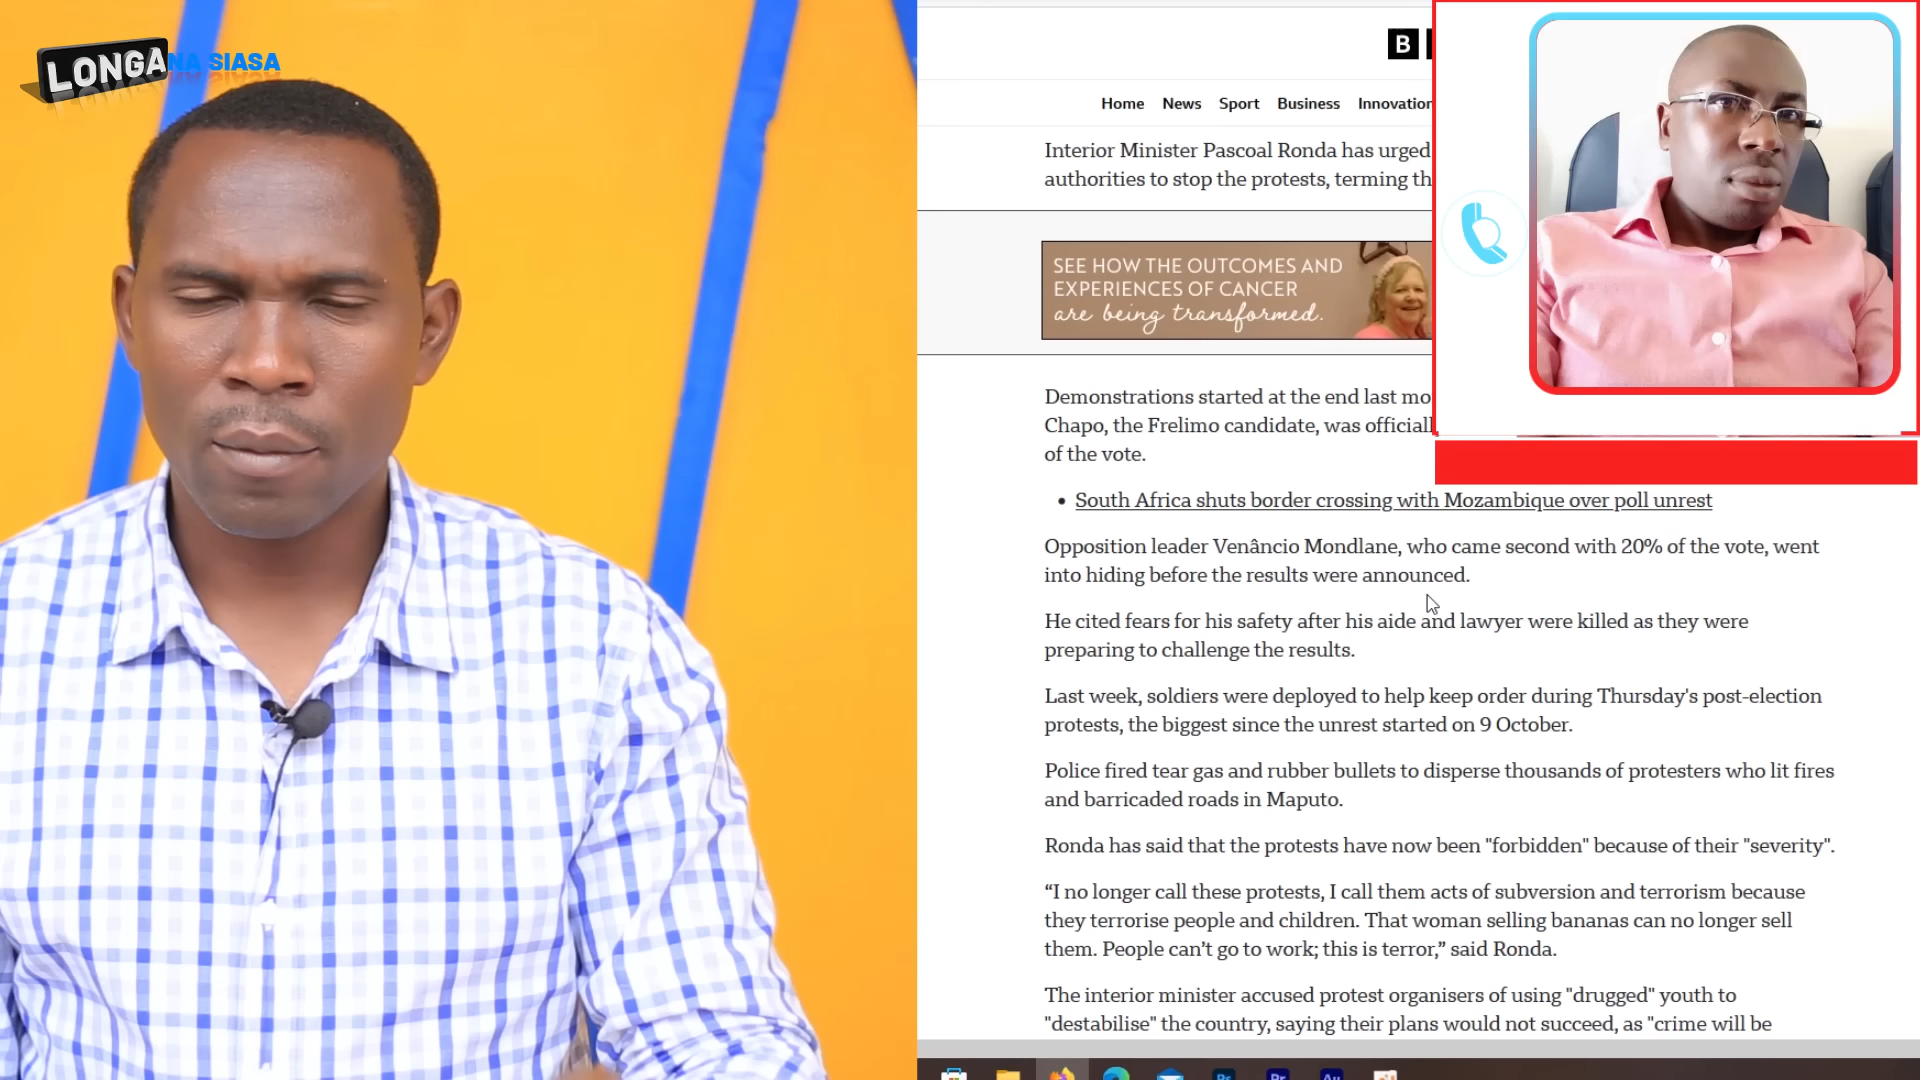 LONGA NA SIASA
B
Home News Sport Business Innovation
Interior Minister Pascoal Ronda has urged
authorities to stop the protests, terming
SEE HOW THE OUTCOMES AND
EXPERIENCES OF CANCER
are being transformed.
Demonstrations started at the end last
Chapo, the Frelimo candidate, was
of the vote.
• South Africa shuts border crossing with Mozambique over poll unrest
Opposition leader Venâncio Mondlane, who came second with 20% of the vote, went
into hiding before the results were announced.
He cited fears for his safety after his aide and lawyer were killed as they were
preparing to challenge the results.
Last week, soldiers were deployed to help keep order during Thursday's post-election
protests, the biggest since the unrest started on 9 October.
Police fired tear gas and rubber bullets to disperse thousands of protesters who lit fires
and barricaded roads in Maputo.
Ronda has said that the protests have now been "forbidden" because of their "severity".
“I no longer call these protests, I call them acts of subversion and terrorism because
they terrorise people and children. That woman selling bananas can no longer sell
them. People can’t go to work; this is terror,” said Ronda.
The interior minister accused protest organisers of using "drugged" youth to
"destabilise" the country, saying their plans would not succeed, as "crime will be
Ps Pr Au